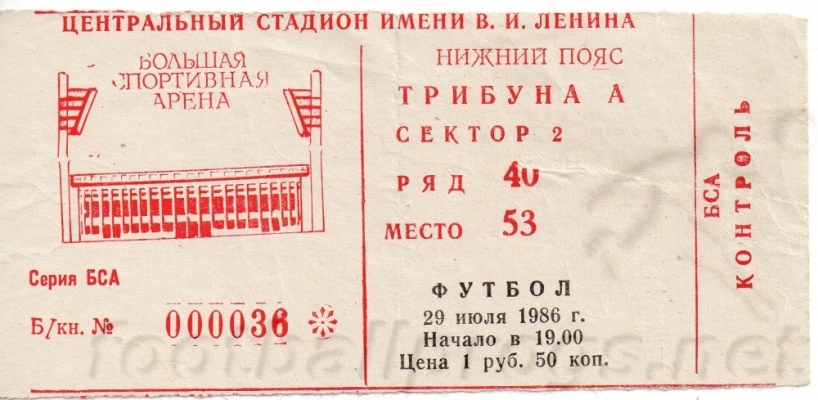 ЦЕНТРАЛЬНЫЙ СТАДИОН ИМЕНИ В. И. ЛЕНИНА
БОЛЬШАЯ
СПОРТИВНАЯ
АРЕНА
Серия БСА
Б/кн. № 000036
НИЖНИЙ ПОЯС
ТРИБУНА А
СЕКТОР 2
РЯД 40
МЕСТО 53
ФУТБОЛ
29 июля 1986 г.
Начало в 19.00
Цена 1 руб. 50 коп.
БСА
КОНТРОЛЬ